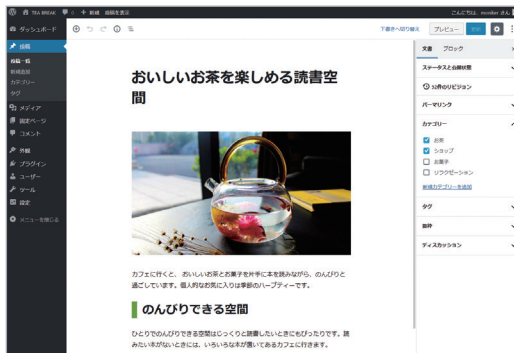 TEA BREAK 0 + 新規 投稿を表示
こんにちは、member さん
ダッシュボード
投稿
投稿一覧
新規追加
カテゴリー
タグ
メディア
固定ページ
コメント
外観
プラグイン
ユーザー
ツール
設定
メニューを閉じる
下書きへ切り替え
プレビュー
更新
おいしいお茶を楽しめる読書空
間
カフェに行くと、おいしいお茶とお菓子を片手に本を読みながら、のんびりと
過ごしています。個人的なお気に入りは季節のハーブティーです。
のんびりできる空間
ひとりでのんびりできる空間はじっくりと読書したいときにもぴったりです。読
みたい本がないときには、いろいろな本が置いてあるカフェに行きます。
文書 ブロック
ステータスと公開状態
32件のリビジョン
パーマリンク
カテゴリー
お茶
ショップ
お菓子
リラクゼーション
新規カテゴリーを追加
タグ
抜粋
ディスカッション